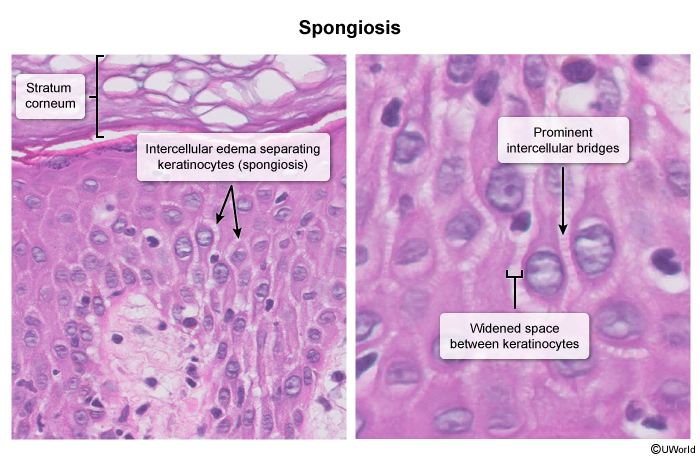 Spongiosis
Stratum
corneum
Intercellular edema separating
keratinocytes (spongiosis)
Prominent
intercellular bridges
Widened space
between keratinocytes
©UWorld